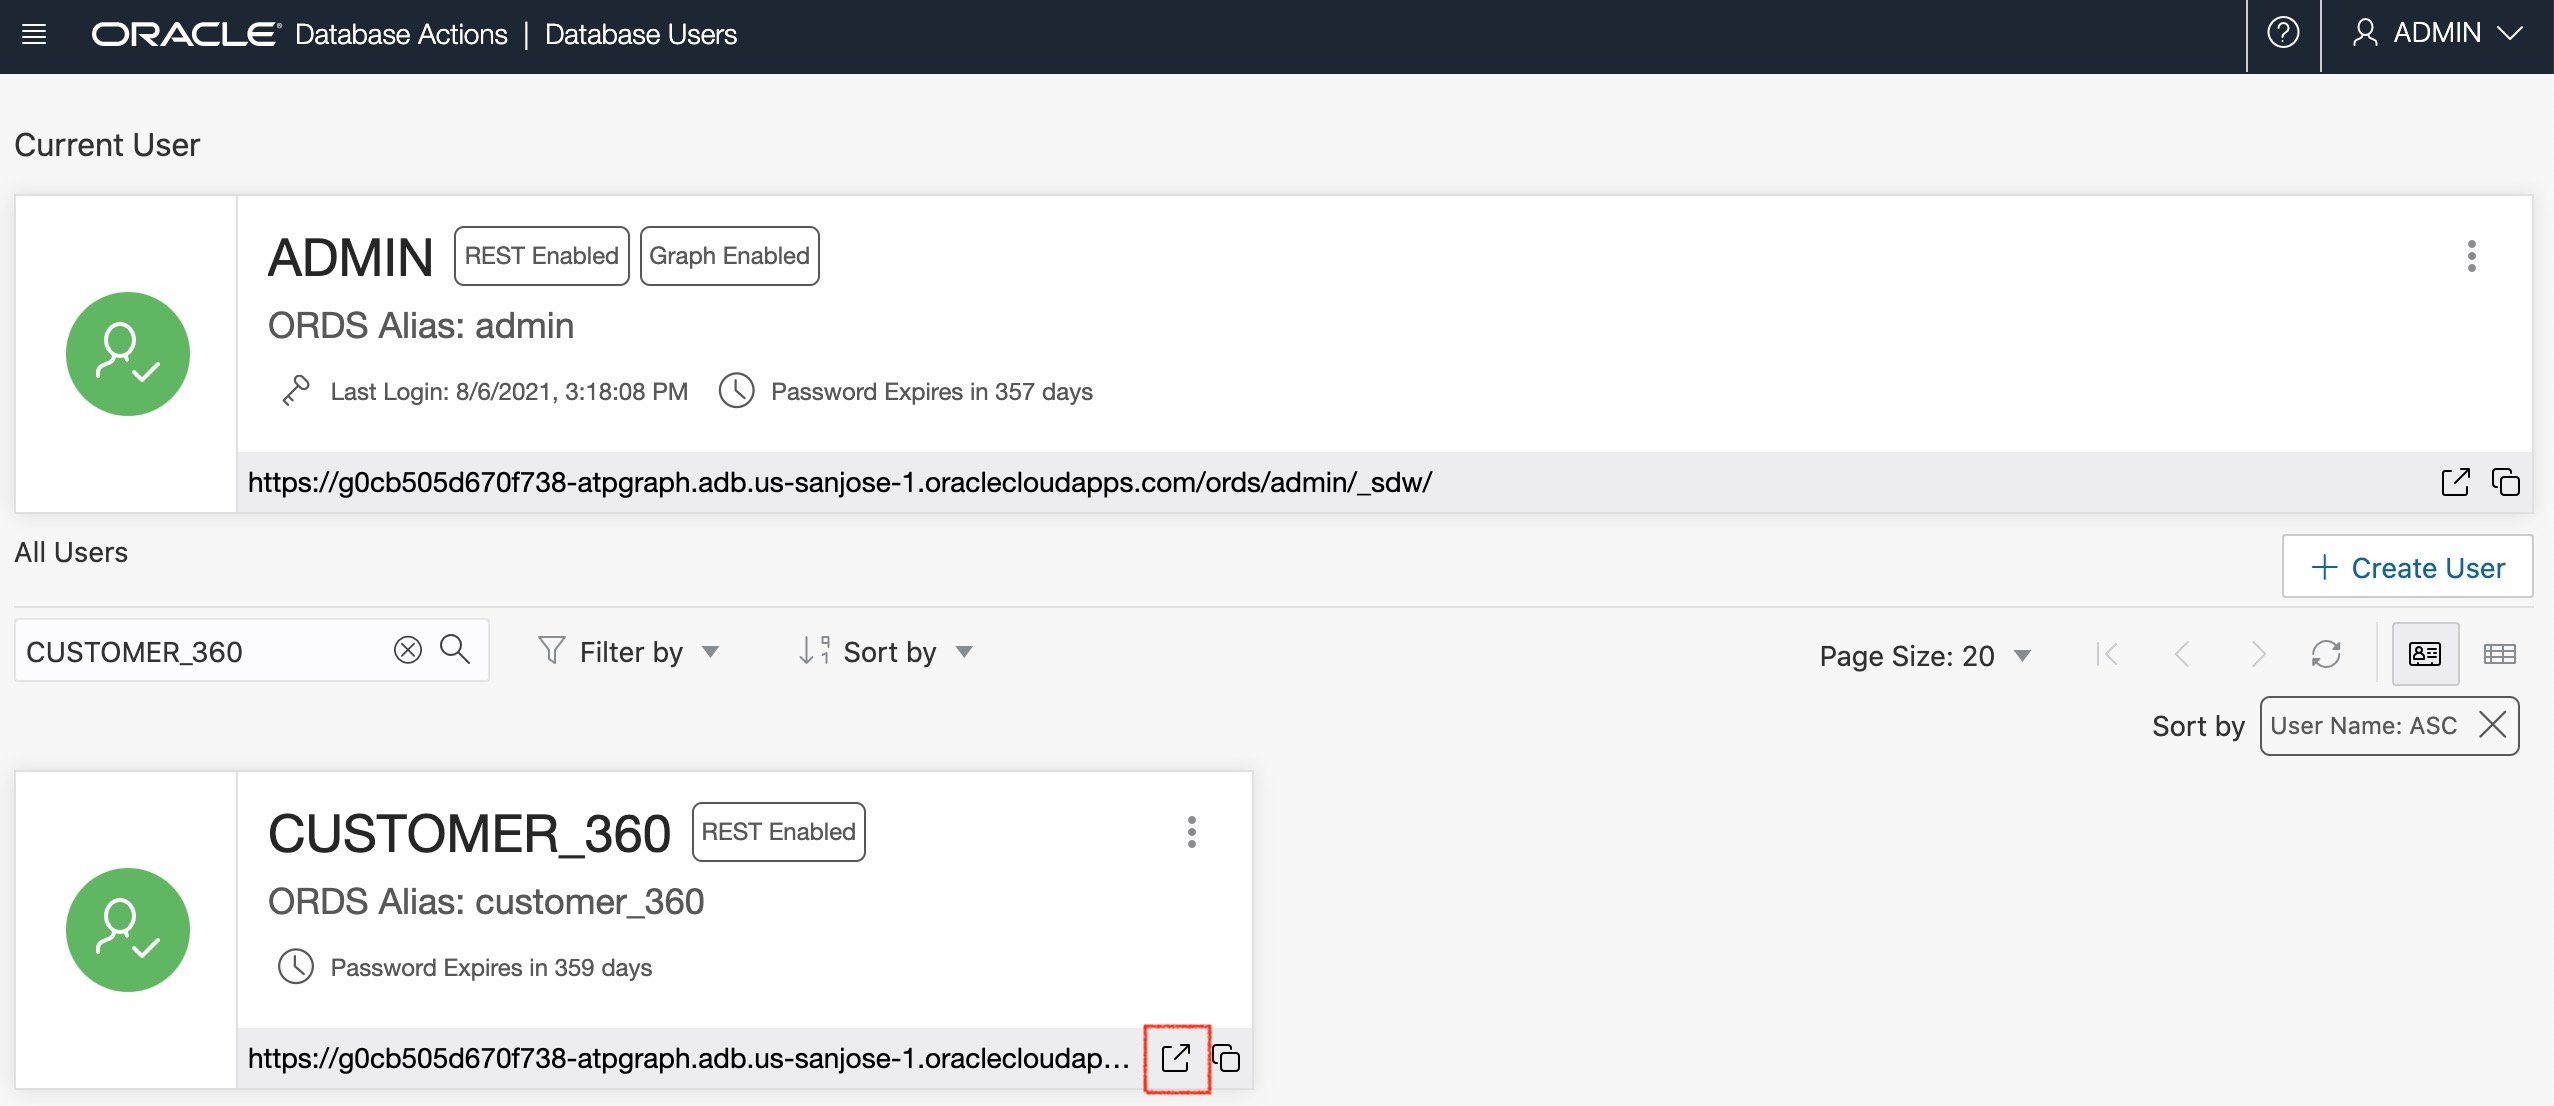 ORACLE Database Actions | Database Users
ADMIN
Current User
ADMIN REST Enabled Graph Enabled
ORDS Alias: admin
Last Login: 8/6/2021, 3:18:08 PM Password Expires in 357 days
https://g0cb505d670f738-atpgraph.adb.us-sanjose-1.oraclecloudapps.com/ords/admin/_sdw/
All Users
+ Create User
CUSTOMER_360 Filter by Sort by Page Size: 20
Sort by User Name: ASC
CUSTOMER_360 REST Enabled
ORDS Alias: customer_360
Password Expires in 359 days
https://g0cb505d670f738-atpgraph.adb.us-sanjose-1.oraclecloudap...